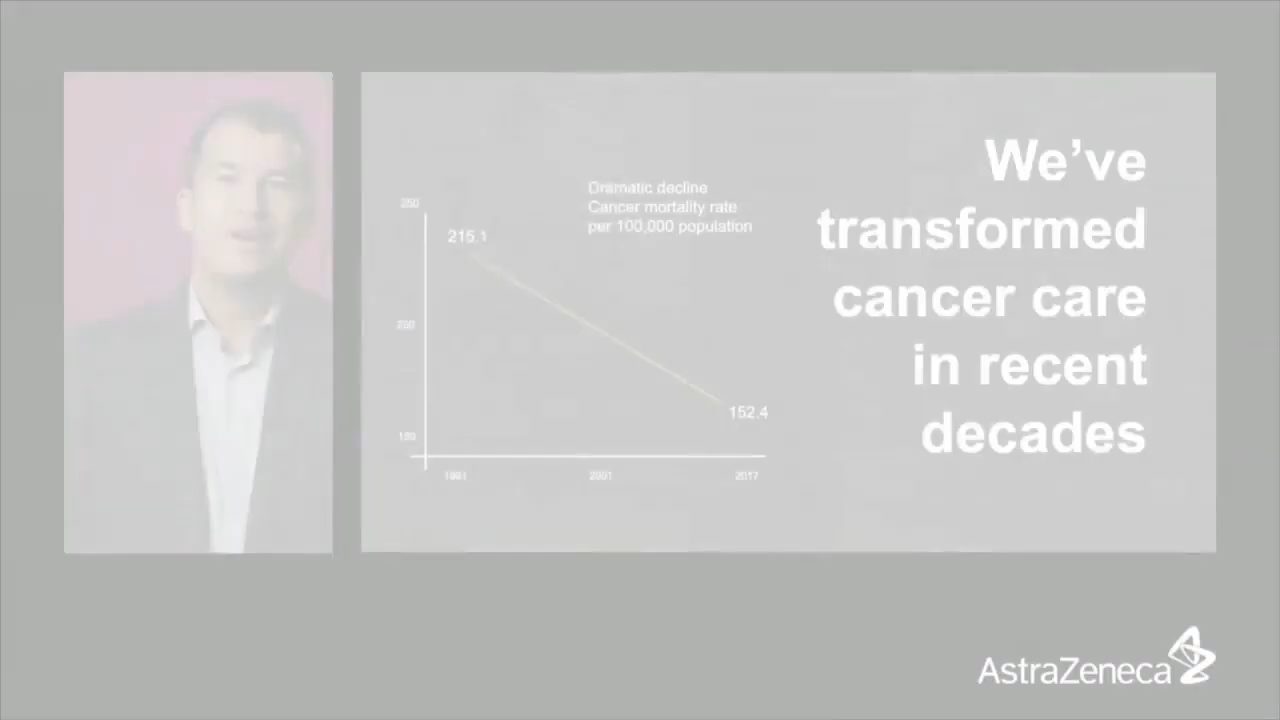 We've
transformed
cancer care
in recent
decades
Dramatic decline
Cancer mortality rate
per 100,000 population
250
215.1
200
152.4
150
1991
2001
2017
AstraZeneca